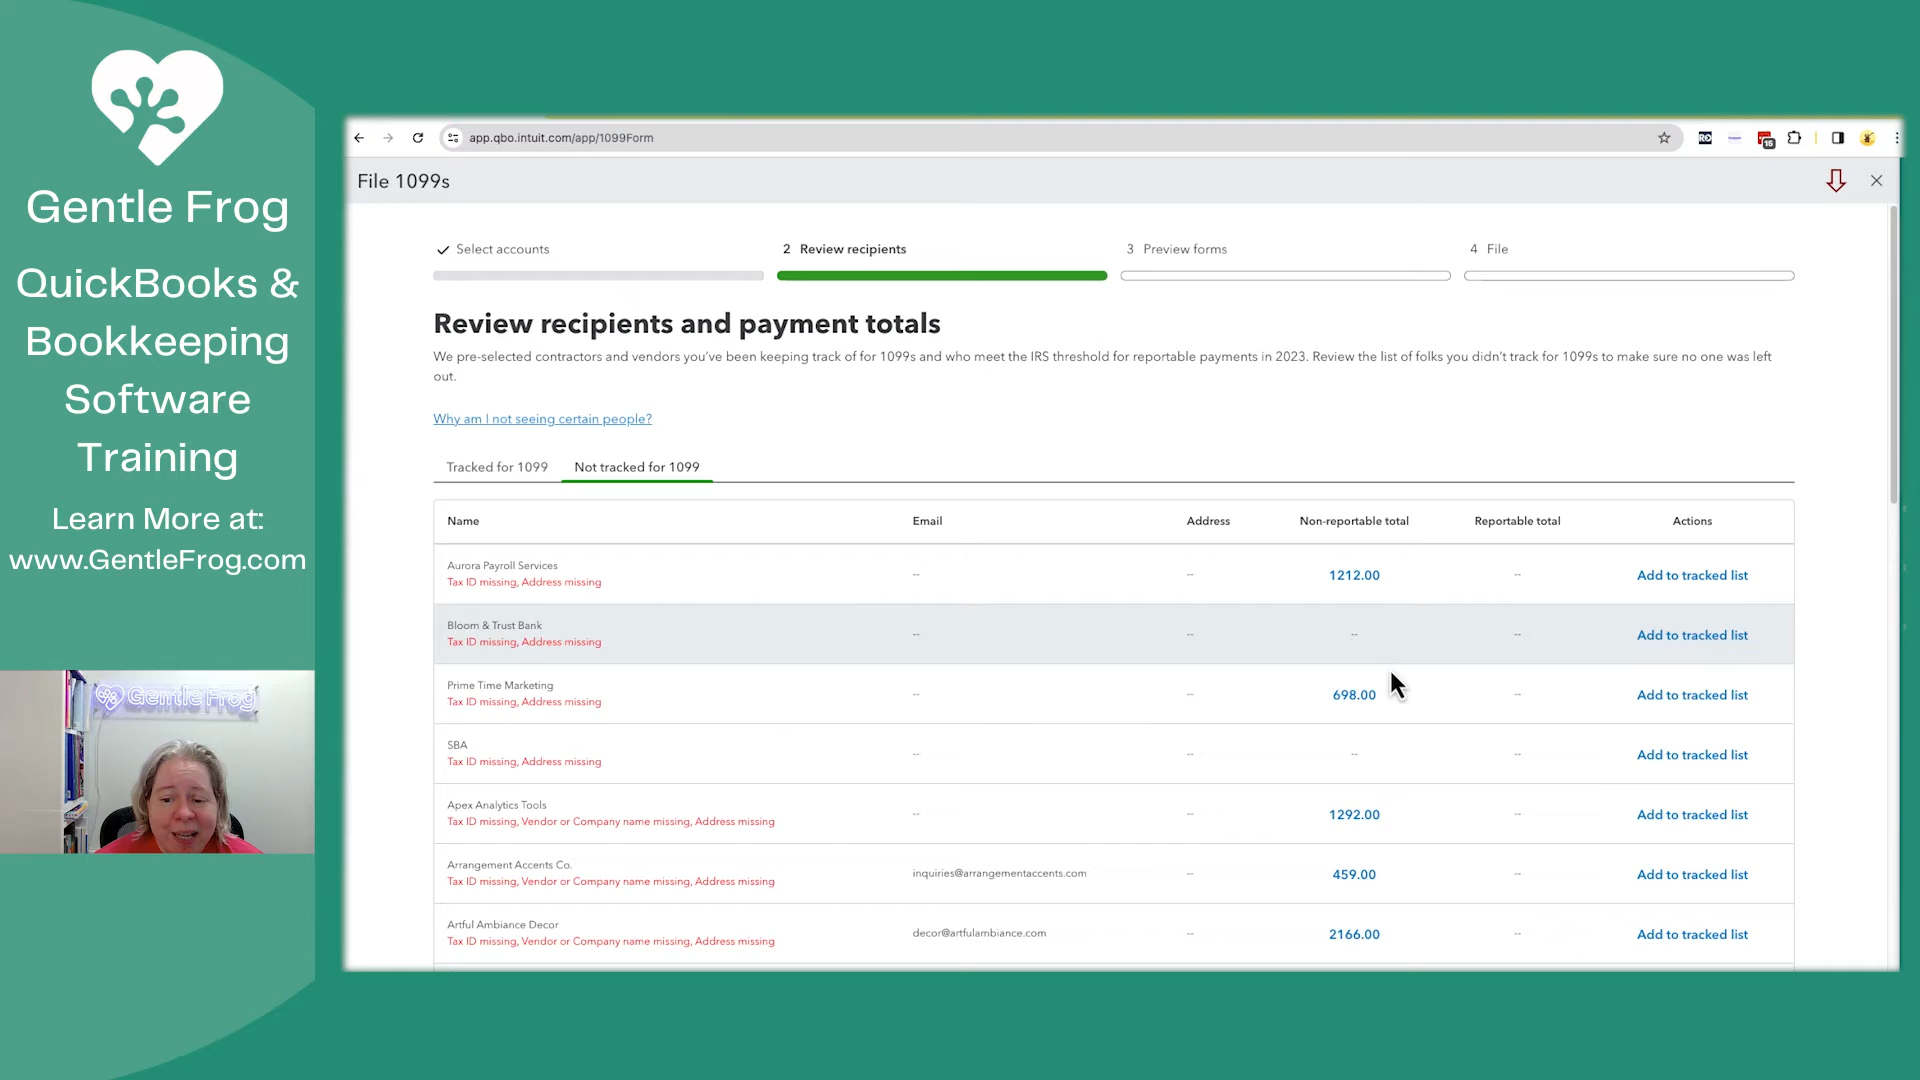 Gentle Frog
QuickBooks &
Bookkeeping
Software
Training
Learn More at:
www.GentleFrog.com
Gentle Frog
app.qbo.intuit.com/app/1099Form
15
File 1099s
Select accounts
2 Review recipients
3 Preview forms
4 File
Review recipients and payment totals
We pre-selected contractors and vendors you've been keeping track of for 1099s and who meet the IRS threshold for reportable payments in 2023. Review the list of folks you didn't track for 1099s to make sure no one was left
out.
Why am I not seeing certain people?
Tracked for 1099 Not tracked for 1099
Name Email Address Non-reportable total Reportable total Actions
Aurora Payroll Services
Tax ID missing, Address missing
-- -- 1212.00 -- Add to tracked list
Bloom & Trust Bank
Tax ID missing, Address missing
-- -- -- -- Add to tracked list
Prime Time Marketing
Tax ID missing, Address missing
-- -- 698.00 -- Add to tracked list
SBA
Tax ID missing, Address missing
-- -- -- -- Add to tracked list
Apex Analytics Tools
Tax ID missing, Vendor or Company name missing, Address missing
-- -- 1292.00 -- Add to tracked list
Arrangement Accents Co.
Tax ID missing, Vendor or Company name missing, Address missing
inquiries@arrangementaccents.com -- 459.00 -- Add to tracked list
Artful Ambiance Decor
Tax ID missing, Vendor or Company name missing, Address missing
decor@artfulambiance.com -- 2166.00 -- Add to tracked list